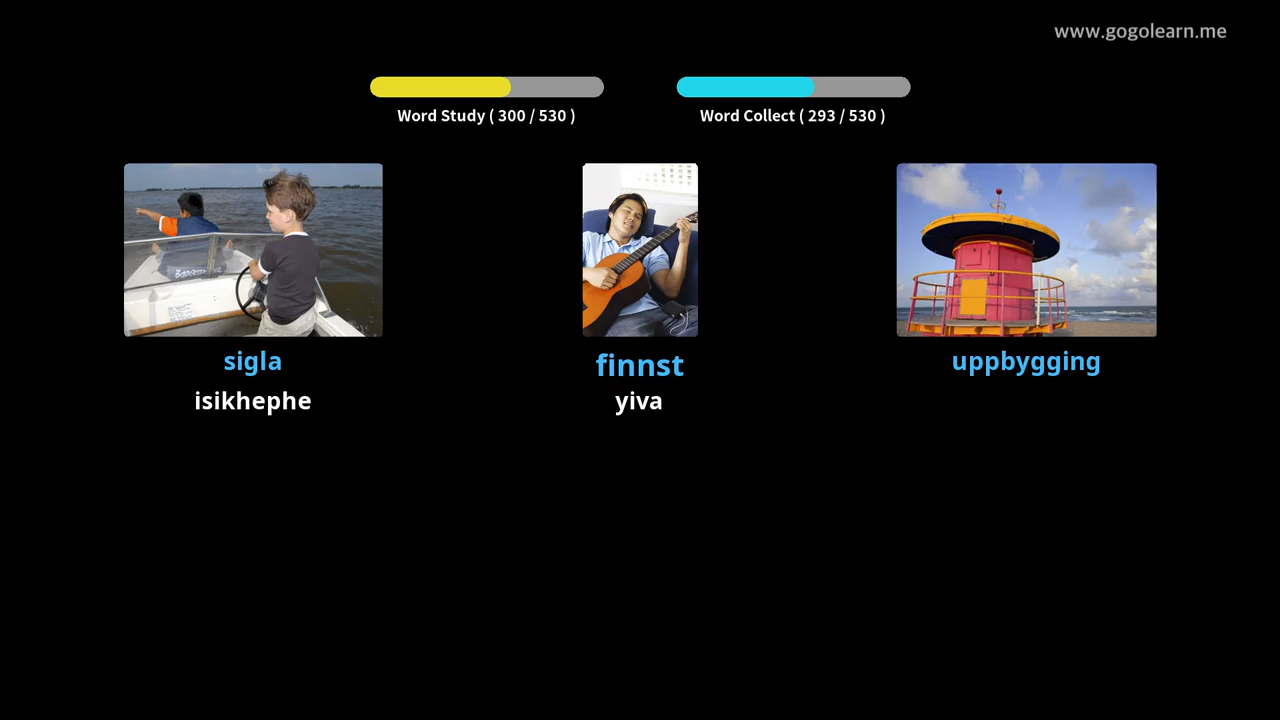 www.gogolearn.me
Word Study ( 300 / 530 )
Word Collect ( 293 / 530 )
sigla
finnst
uppbygging
isikhephe
yiva